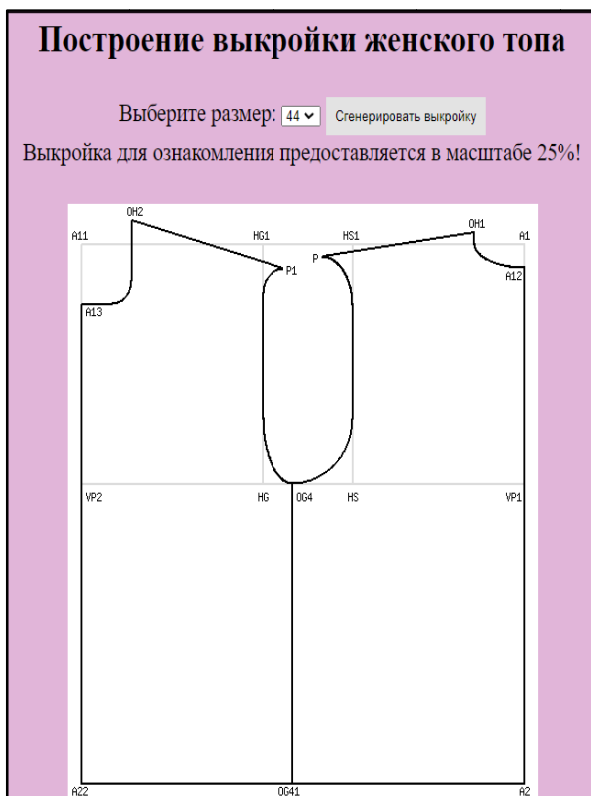 Построение выкройки женского топа
Выберите размер: 44 Сгенерировать выкройку
Выкройка для ознакомления предоставляется в масштабе 25%!
OH2
OH1
A11 HG1 HS1 A1
P
P1
A12
A13
VP2 HG OG4 HS VP1
A22 OG41 A2